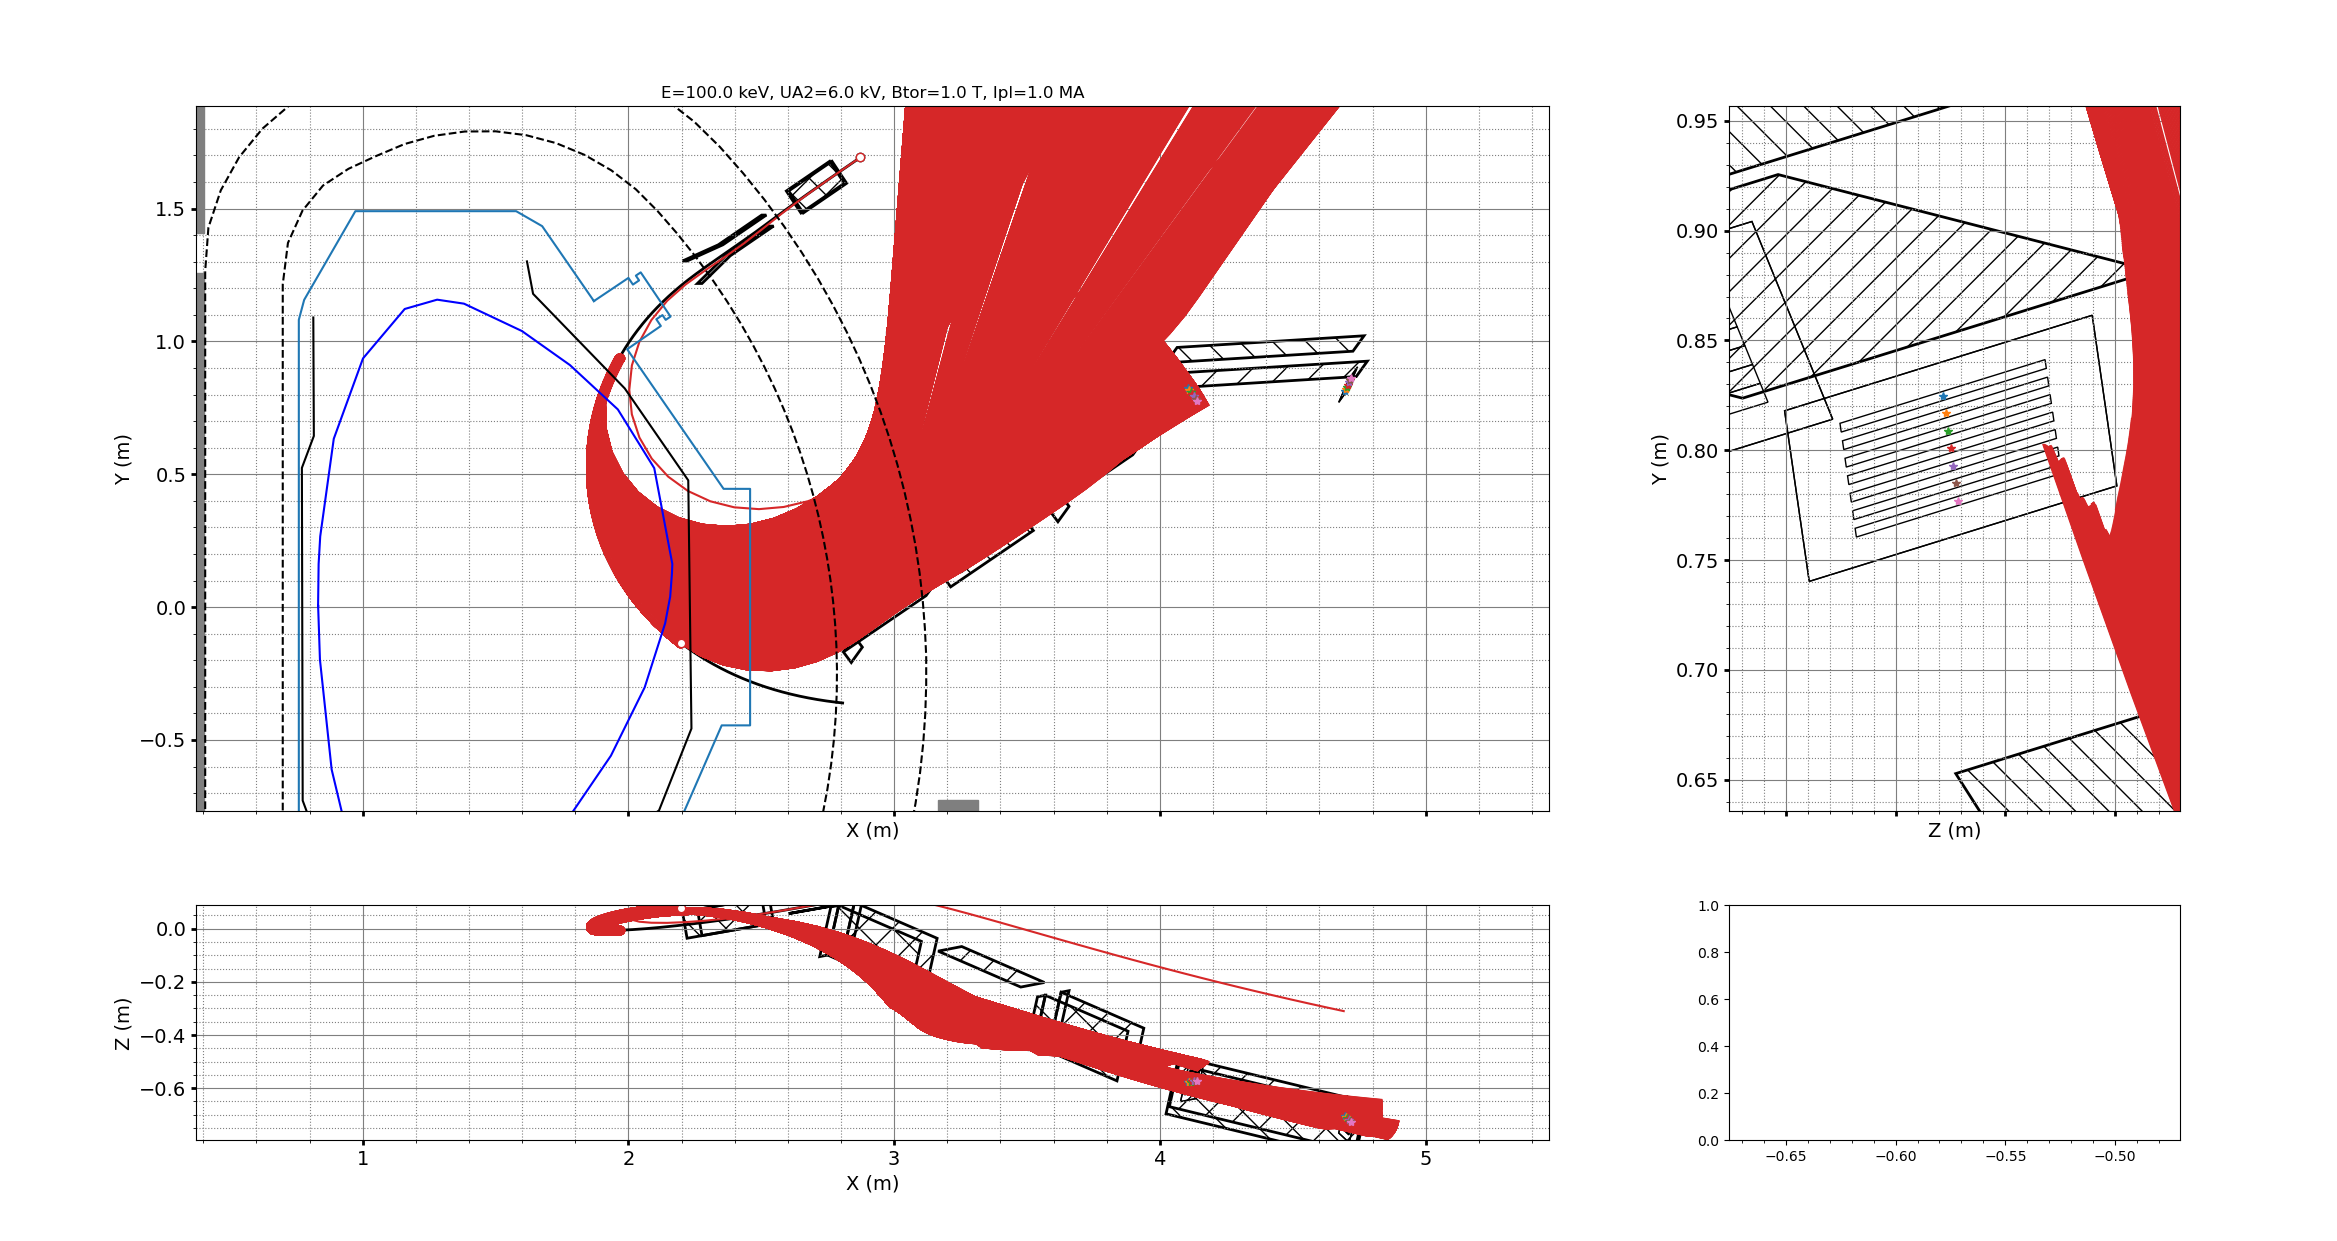 E=100.0 keV, UA2=6.0 kV, Btor=1.0 T, Ipl=1.0 MA
Y (m)
1.5
1.0
0.5
0.0
−0.5
X (m)
Y (m)
0.95
0.90
0.85
0.80
0.75
0.70
0.65
Z (m)
Z (m)
0.0
−0.2
−0.4
−0.6
1 2 3 4 5
X (m)
1.0
0.8
0.6
0.4
0.2
0.0
−0.65 −0.60 −0.55 −0.50